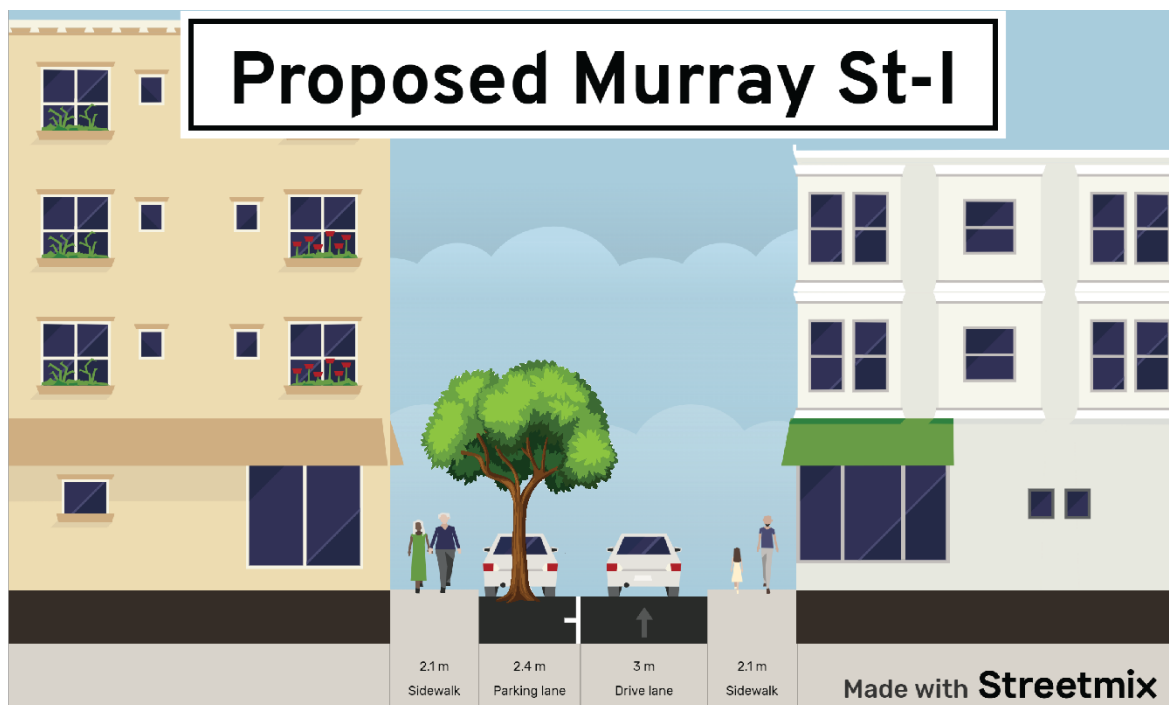 Proposed Murray St-I
2.1 m 2.4 m 3 m 2.1 m
Sidewalk Parking lane Drive lane Sidewalk
Made with Streetmix